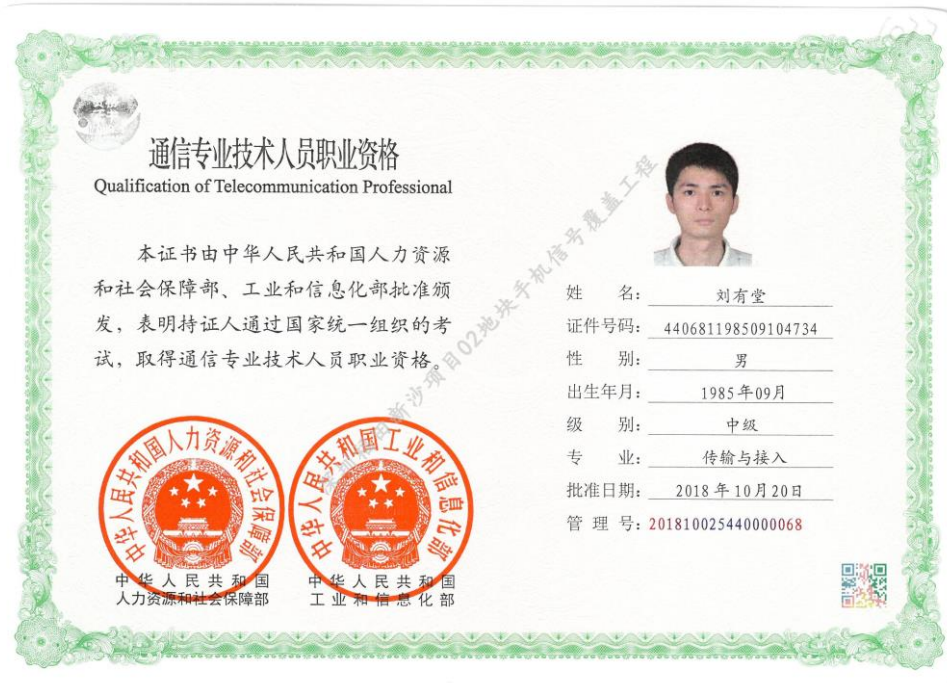 通信专业技术人员职业资格
Qualification of Telecommunication Professional
本证书由中华人民共和国人力资源
和社会保障部、工业和信息化部批准颁
发，表明持证人通过国家统一组织的考
试，取得通信专业技术人员职业资格。
中华人民共和国人力资源和社会保障部
中华人民共和国工业和信息化部
中华人民共和国
人力资源和社会保障部
中华人民共和国
工业和信息化部
姓 名：刘有堂
证件号码：440681198509104734
性 别：男
出生年月：1985年09月
级 别：中级
专 业：传输与接入
批准日期：2018年10月20日
管 理 号：201810025440000068
新沙项目02地块手机信号覆盖工程